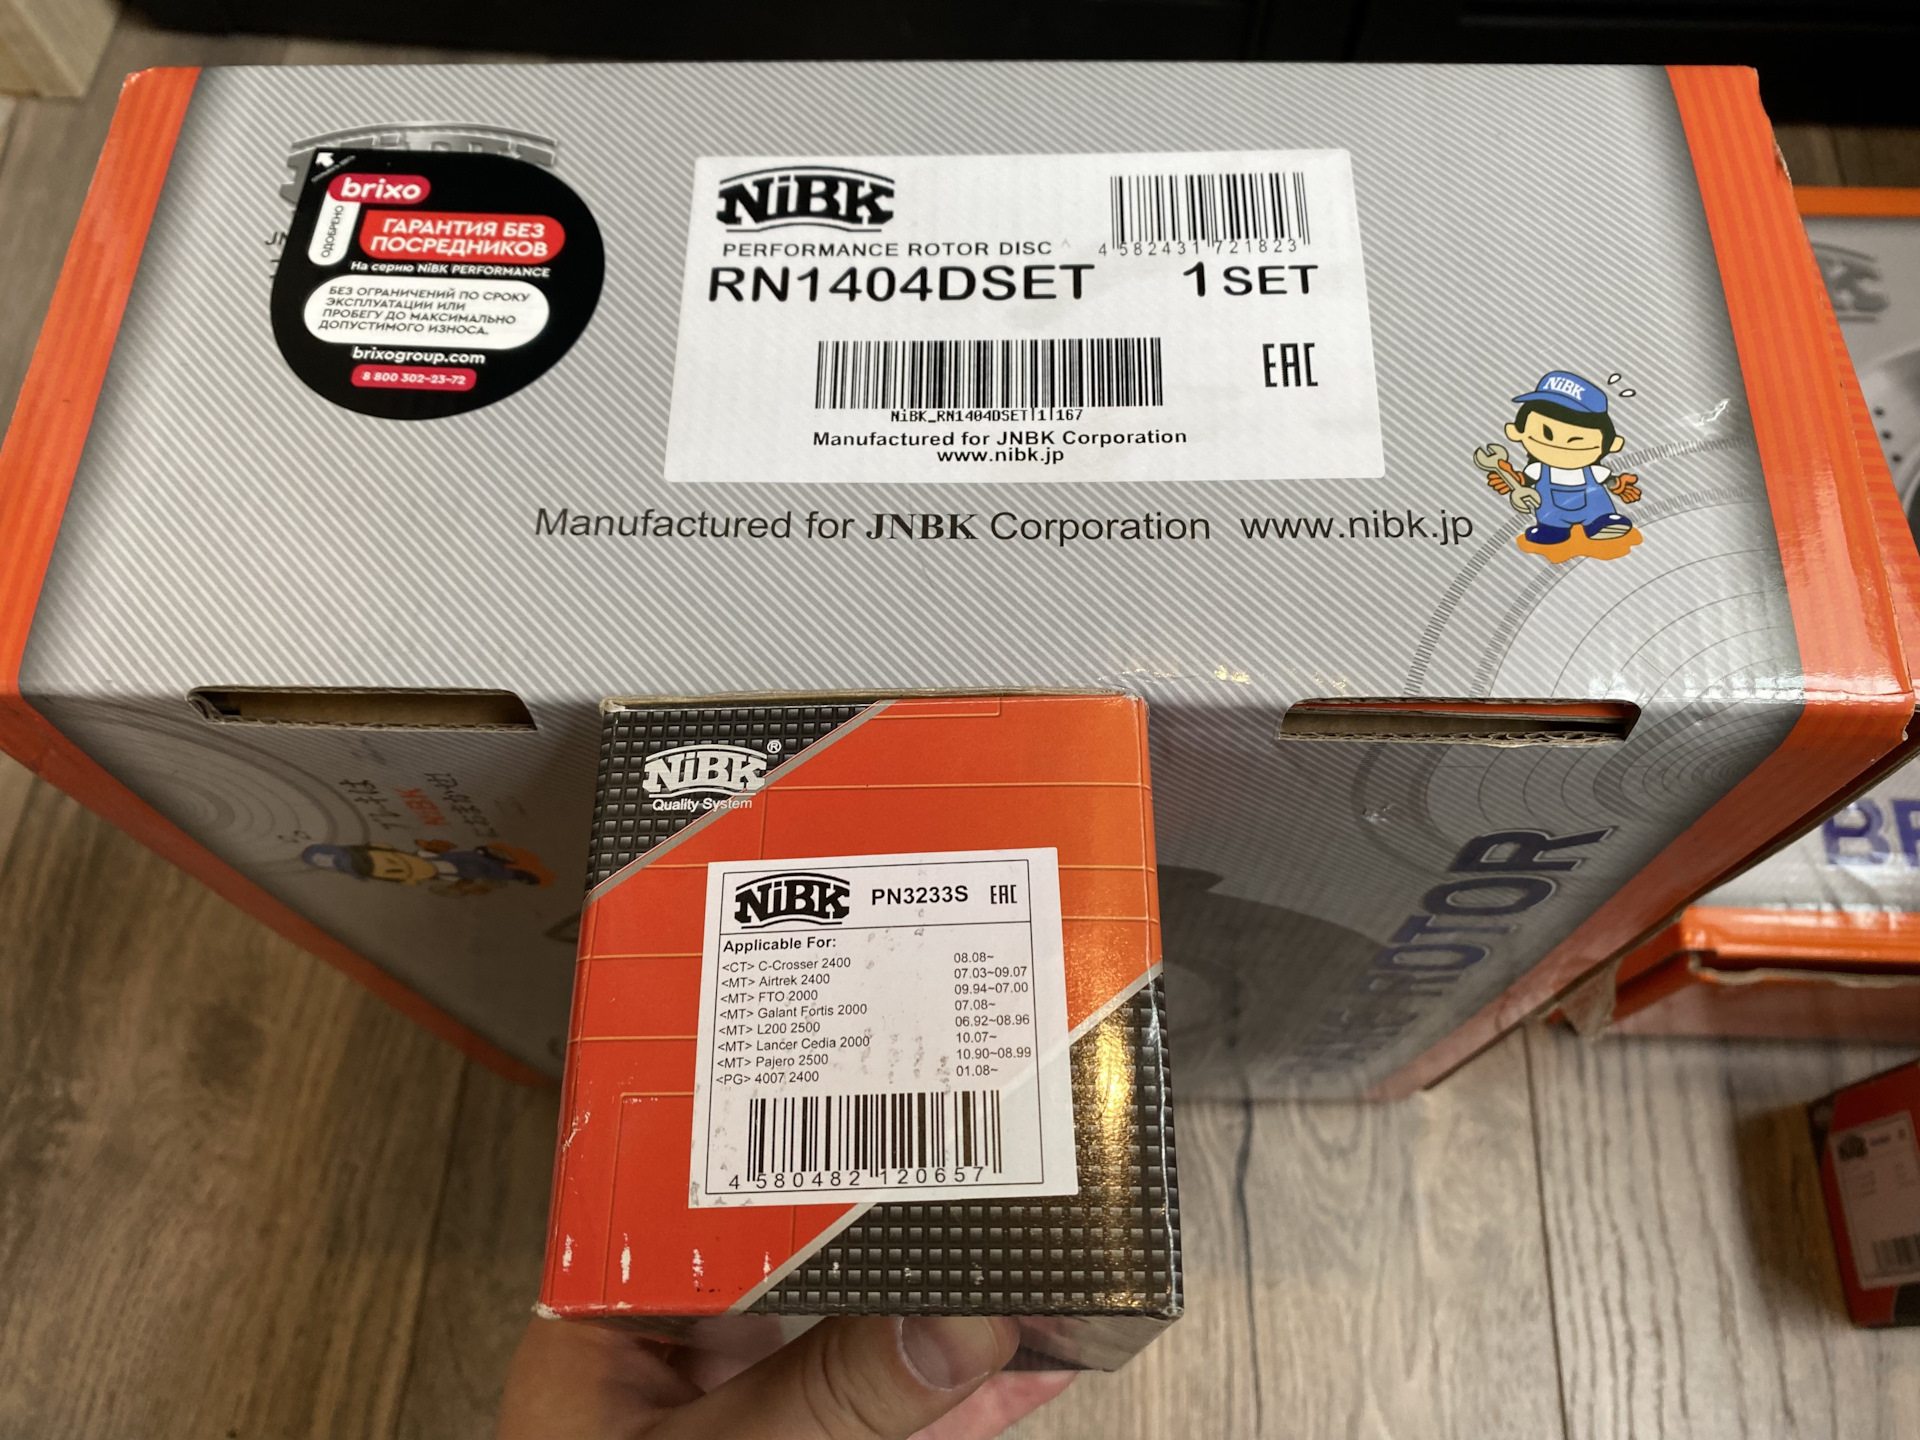 brixo
ОДОБРЕНО
ГАРАНТИЯ БЕЗ
ПОСРЕДНИКОВ
На серию NiBK PERFORMANCE
БЕЗ ОГРАНИЧЕНИЙ ПО СРОКУ
ЭКСПЛУАТАЦИИ ИЛИ
ПРОБЕГУ ДО МАКСИМАЛЬНО
ДОПУСТИМОГО ИЗНОСА.
brixogroup.com
8 800 302-23-72
NiBK
PERFORMANCE ROTOR DISC
4 582431 721823
RN1404DSET 1 SET
EAC
NiBK_RN1404DSET|1|167
Manufactured for JNBK Corporation
www.nibk.jp
NiBK
Manufactured for JNBK Corporation www.nibk.jp
NiBK
ROTOR
NiBK®
Quality System
NiBK PN3233S EAC
Applicable For:
<CT> C-Crosser 2400 08.08~
<MT> Airtrek 2400 07.03~09.07
<MT> FTO 2000 09.94~07.00
<MT> Galant Fortis 2000 07.08~
<MT> L200 2500 06.92~08.96
<MT> Lancer Cedia 2000 10.07~
<MT> Pajero 2500 10.90~08.99
<PG> 4007 2400 01.08~
4 580482 120657